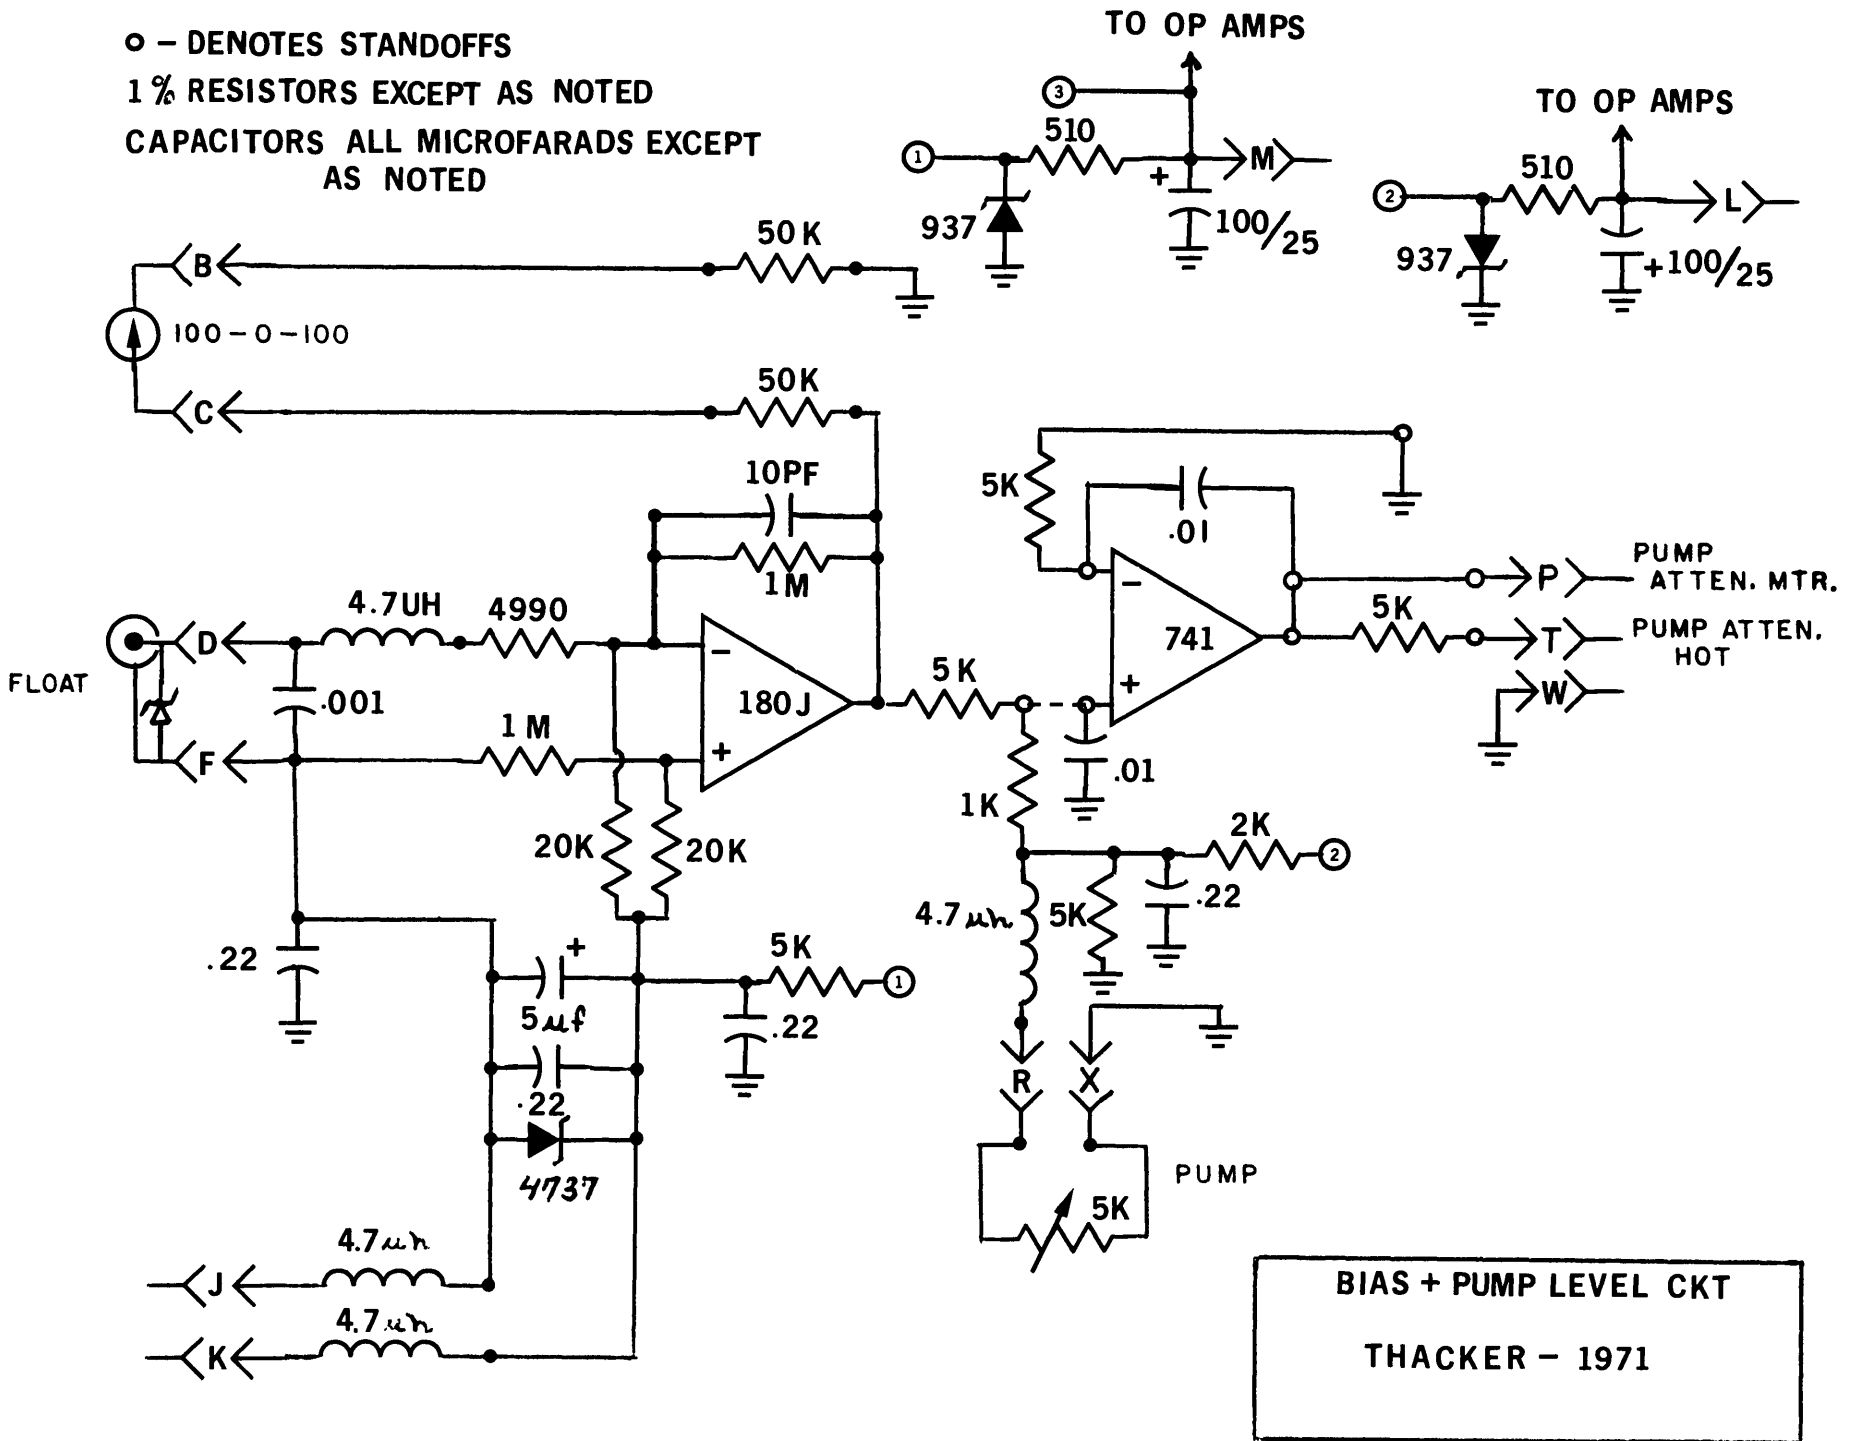 o – DENOTES STANDOFFS
1% RESISTORS EXCEPT AS NOTED
CAPACITORS ALL MICROFARADS EXCEPT
AS NOTED
TO OP AMPS
3
1
510
M
+
937
100/25
TO OP AMPS
2
510
L
937
+100/25
B
50K
100-0-100
C
50K
10PF
1M
5K
.01
4.7UH
4990
D
FLOAT
.001
F
1M
–
180J
+
20K
20K
5K
–
741
+
.01
P
PUMP
ATTEN. MTR.
5K
T
PUMP ATTEN.
HOT
W
1K
2K
2
4.7μh
5K
.22
.22
+
5μf
5K
1
.22
.22
4737
R
X
PUMP
5K
4.7μh
J
4.7μh
K
BIAS + PUMP LEVEL CKT
THACKER – 1971